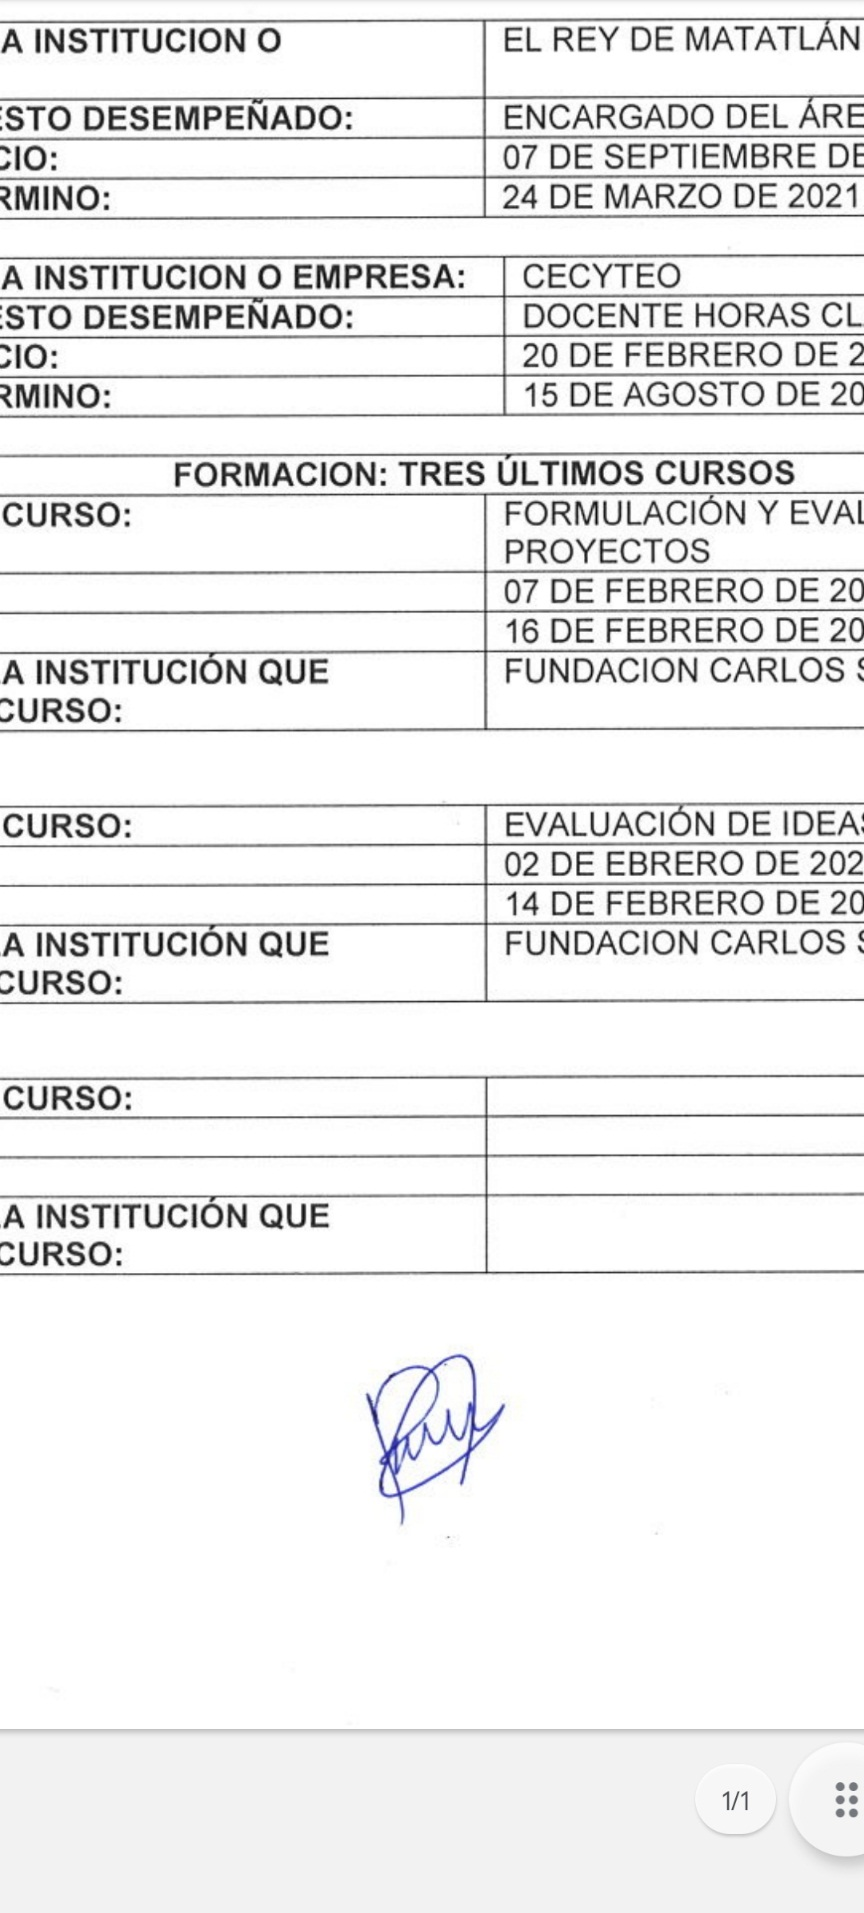 A INSTITUCION O EL REY DE MATATLÁN
ESTO DESEMPEÑADO: ENCARGADO DEL ÁRE
CIO: 07 DE SEPTIEMBRE DE
RMINO: 24 DE MARZO DE 2021
A INSTITUCION O EMPRESA: CECYTEO
ESTO DESEMPEÑADO: DOCENTE HORAS CL
CIO: 20 DE FEBRERO DE 2
RMINO: 15 DE AGOSTO DE 20
FORMACION: TRES ÚLTIMOS CURSOS
CURSO: FORMULACIÓN Y EVAL
PROYECTOS
07 DE FEBRERO DE 20
16 DE FEBRERO DE 20
A INSTITUCIÓN QUE FUNDACION CARLOS S
CURSO:
CURSO: EVALUACIÓN DE IDEAS
02 DE EBRERO DE 202
14 DE FEBRERO DE 20
A INSTITUCIÓN QUE FUNDACION CARLOS S
CURSO:
CURSO:
A INSTITUCIÓN QUE
CURSO:
1/1